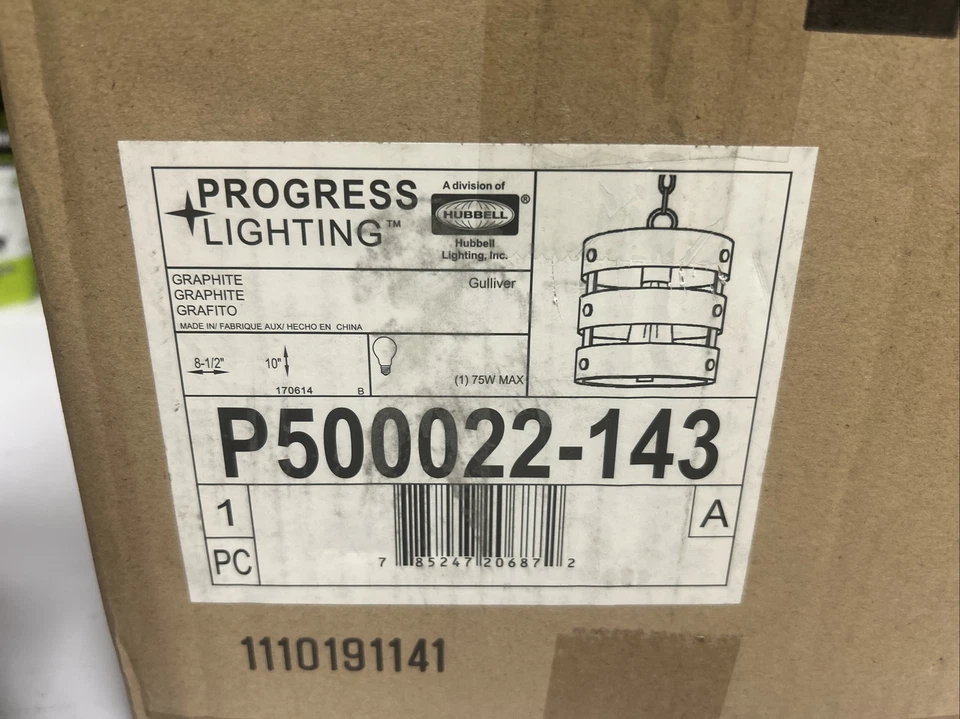 PROGRESS
LIGHTING™
A division of
HUBBELL®
Hubbell
Lighting, Inc.
GRAPHITE
GRAPHITE
GRAFITO
Gulliver
MADE IN/ FABRIQUE AUX/ HECHO EN CHINA
8-1/2"
10"
170614
B
(1) 75W MAX
P500022-143
1
PC
A
7 85247 20687 2
1110191141